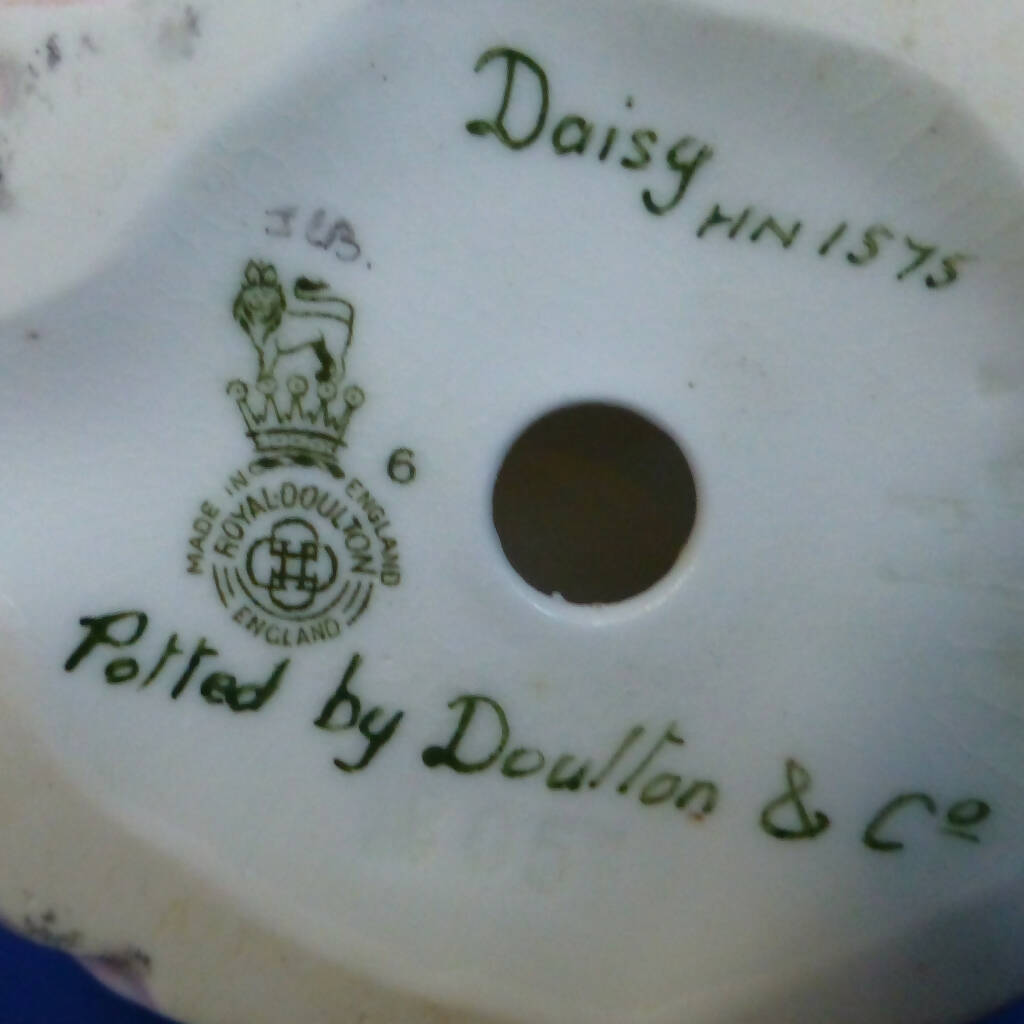 Daisy HN 1575
6
MADE IN ENGLAND
ROYAL·DOULTON
ENGLAND
Potted by Doulton & Cº